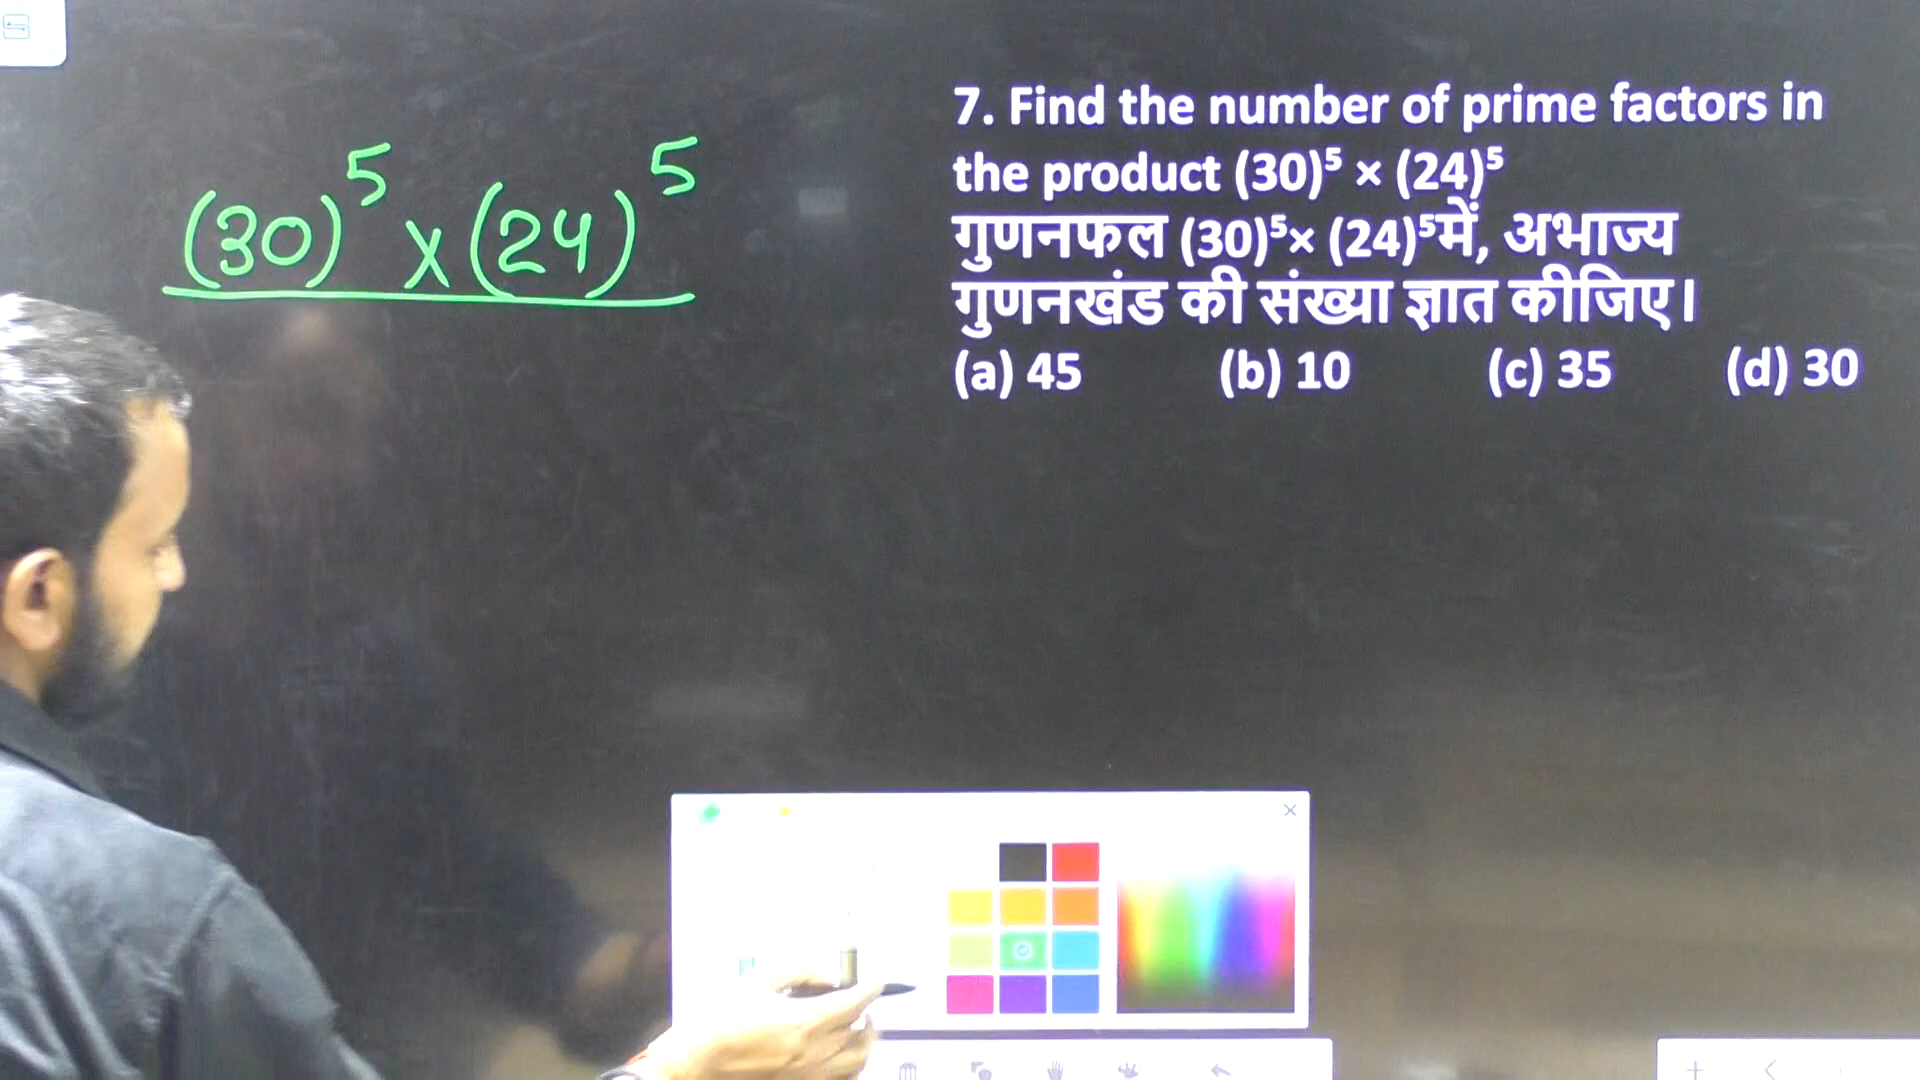 (30)⁵ × (24)⁵
7. Find the number of prime factors in
the product (30)⁵ × (24)⁵
गुणनफल (30)⁵× (24)⁵में, अभाज्य
गुणनखंड की संख्या ज्ञात कीजिए।
(a) 45 (b) 10 (c) 35 (d) 30